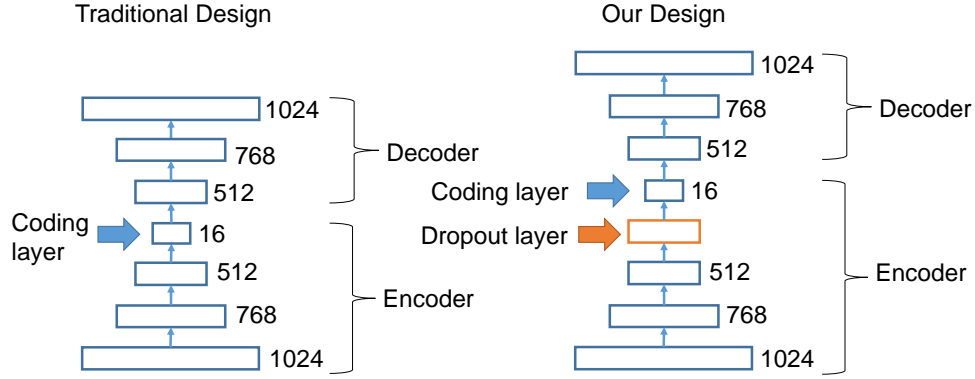 Traditional Design
1024
768
Decoder
512
Coding
layer
16
512
Encoder
768
1024
Our Design
1024
768
Decoder
512
Coding layer
16
Dropout layer
512
Encoder
768
1024